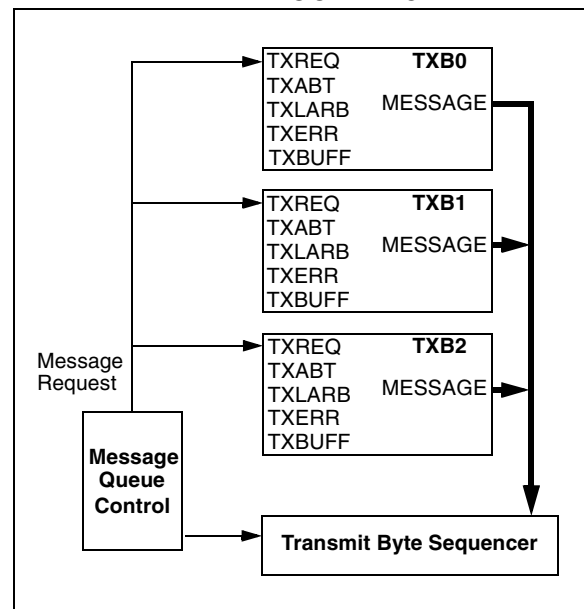 TXREQ TXB0
TXABT
TXLARB MESSAGE
TXERR
TXBUFF
TXREQ TXB1
TXABT
TXLARB MESSAGE
TXERR
TXBUFF
TXREQ TXB2
TXABT
TXLARB MESSAGE
TXERR
TXBUFF
Message
Request
Message
Queue
Control
Transmit Byte Sequencer